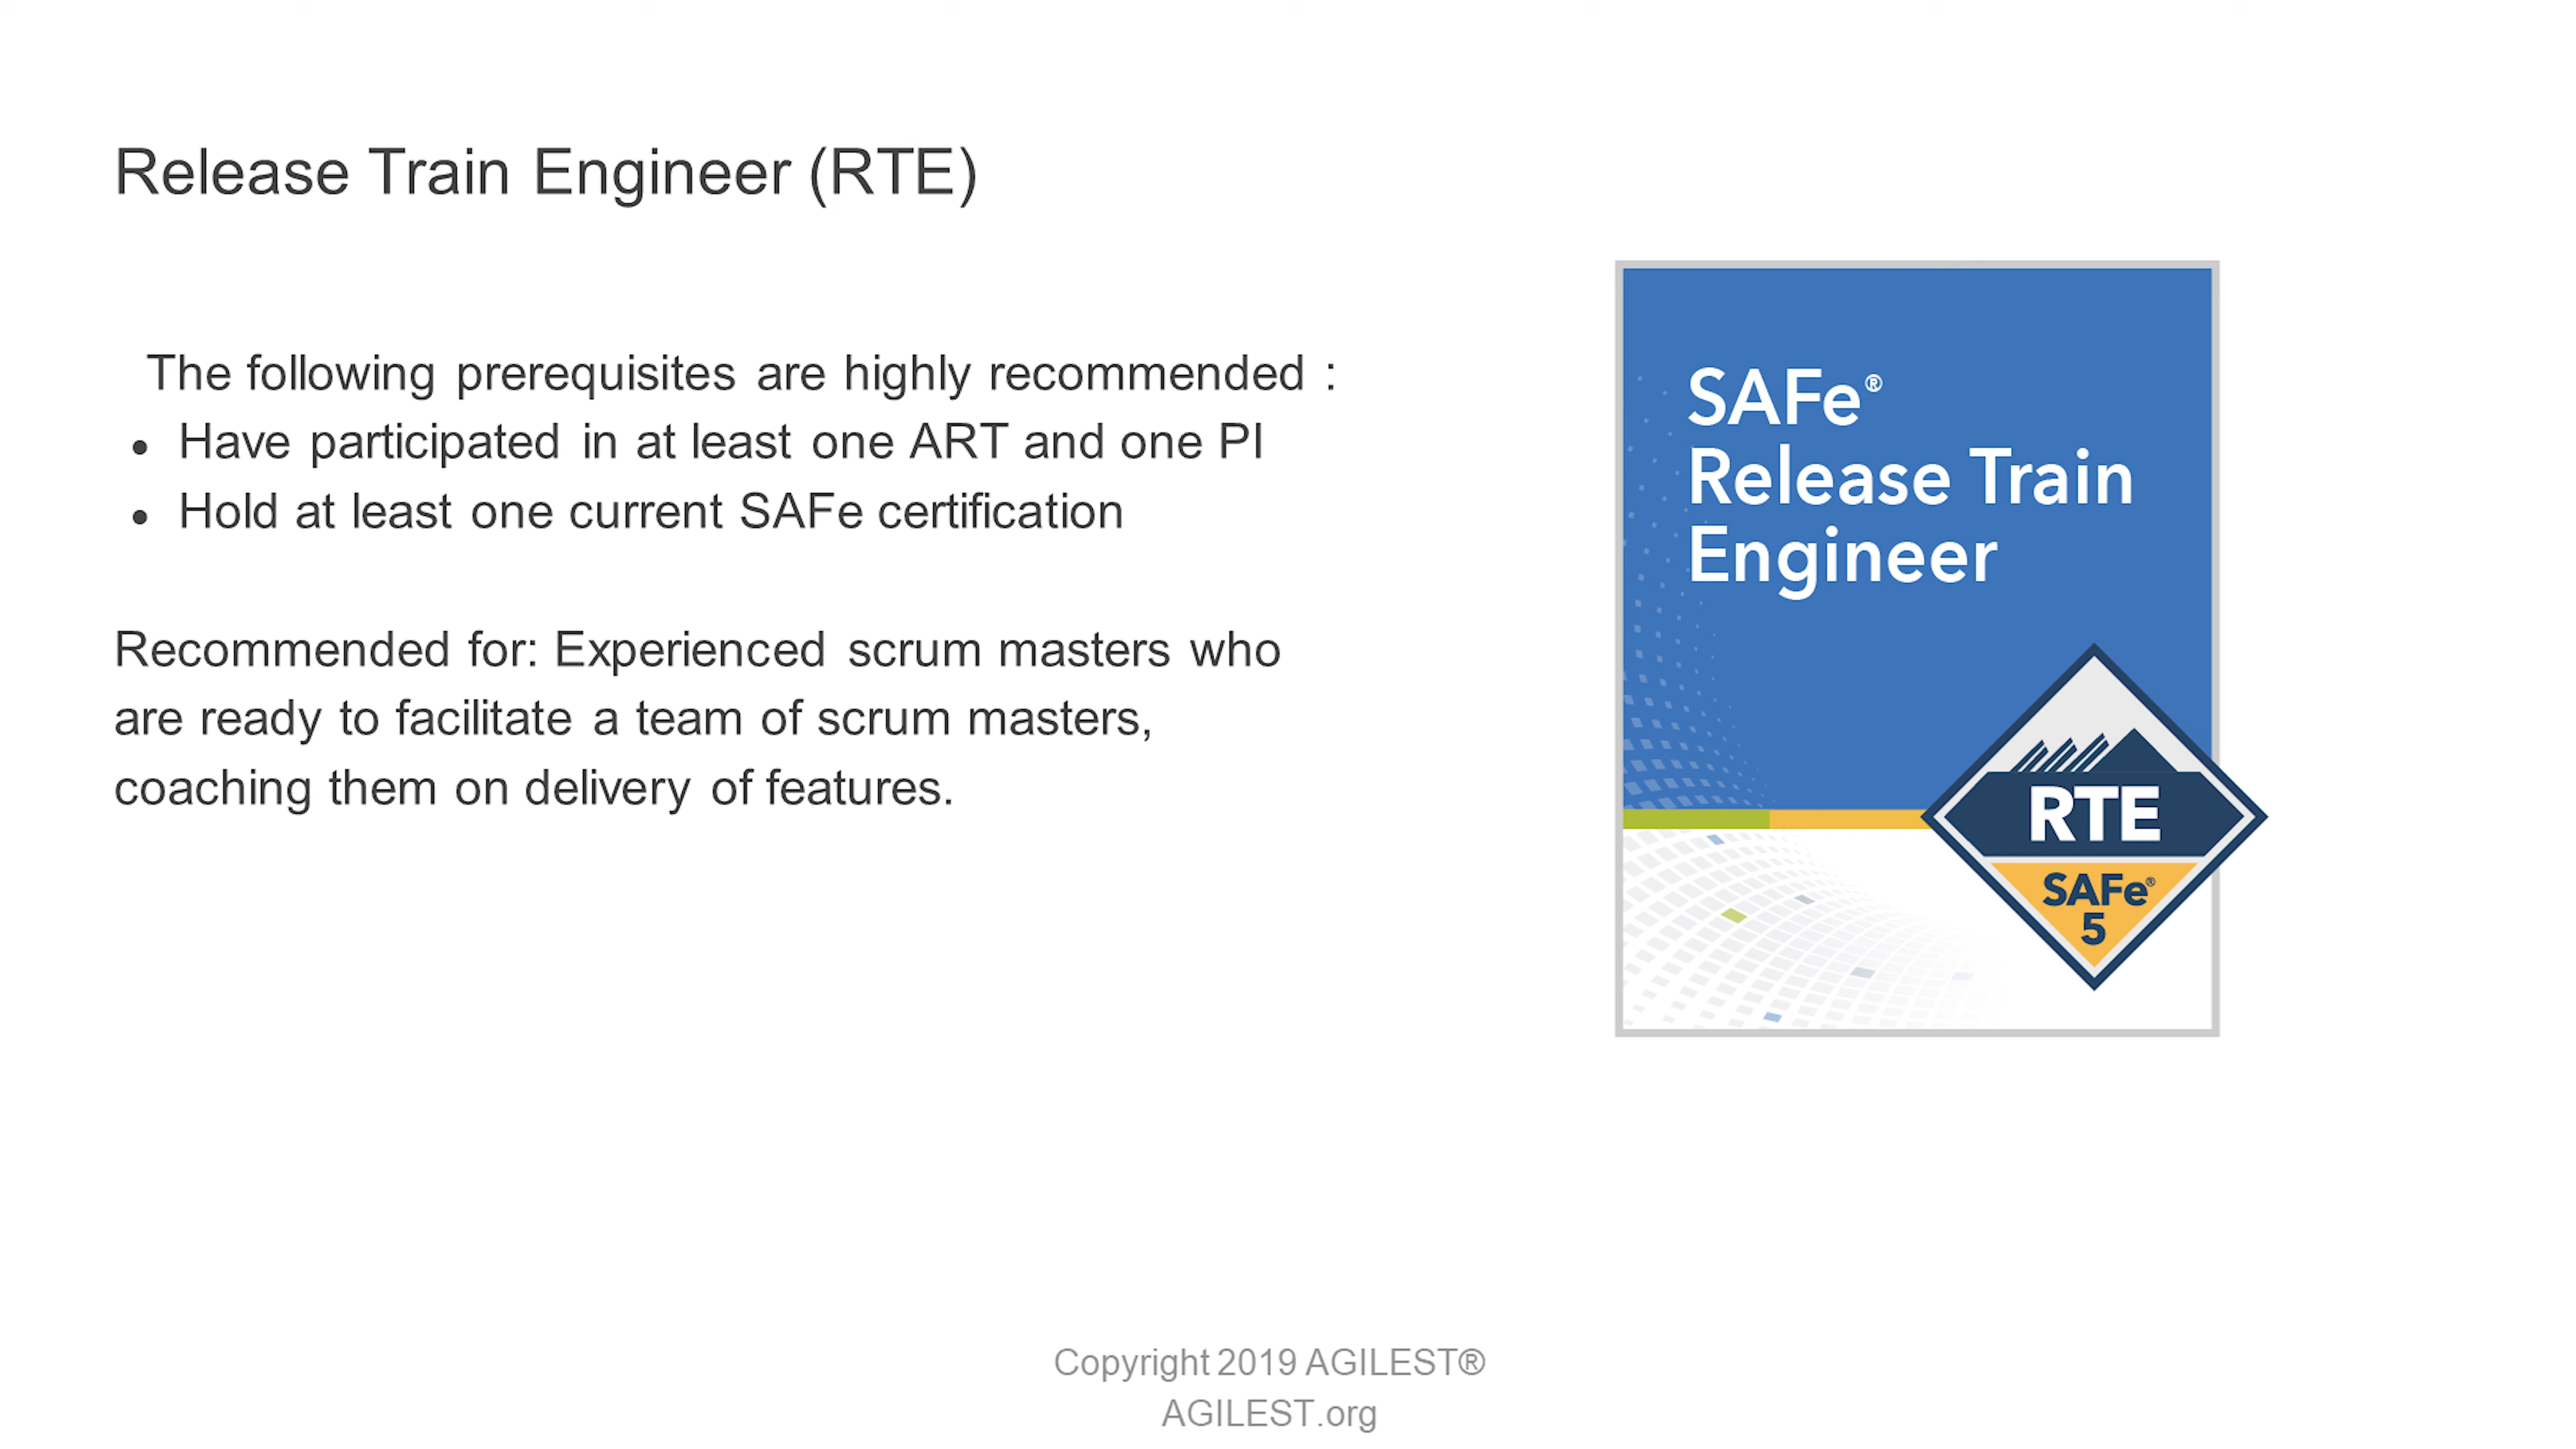 Release Train Engineer (RTE)
The following prerequisites are highly recommended :
• Have participated in at least one ART and one PI
• Hold at least one current SAFe certification
Recommended for: Experienced scrum masters who
are ready to facilitate a team of scrum masters,
coaching them on delivery of features.
SAFe®
Release Train
Engineer
RTE
SAFe®
5
Copyright 2019 AGILEST®
AGILEST.org